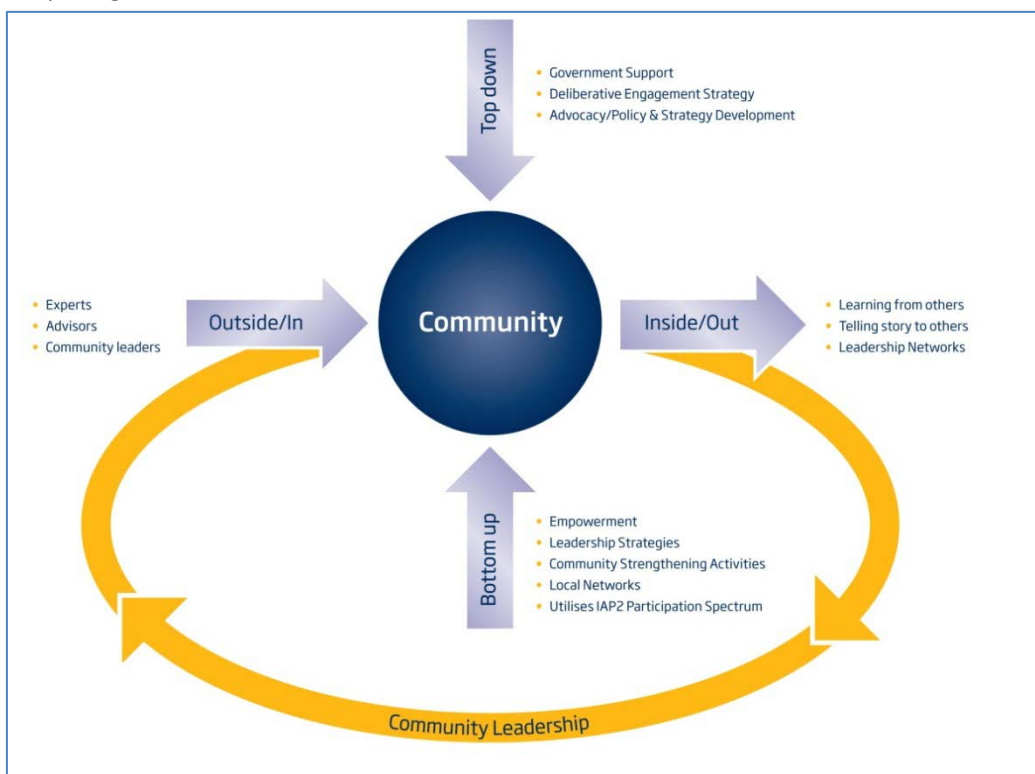 Top down
• Government Support
• Deliberative Engagement Strategy
• Advocacy/Policy & Strategy Development
• Experts
• Advisors
• Community leaders
Outside/In
Community
Inside/Out
• Learning from others
• Telling story to others
• Leadership Networks
Bottom up
• Empowerment
• Leadership Strategies
• Community Strengthening Activities
• Local Networks
• Utilises IAP2 Participation Spectrum
Community Leadership